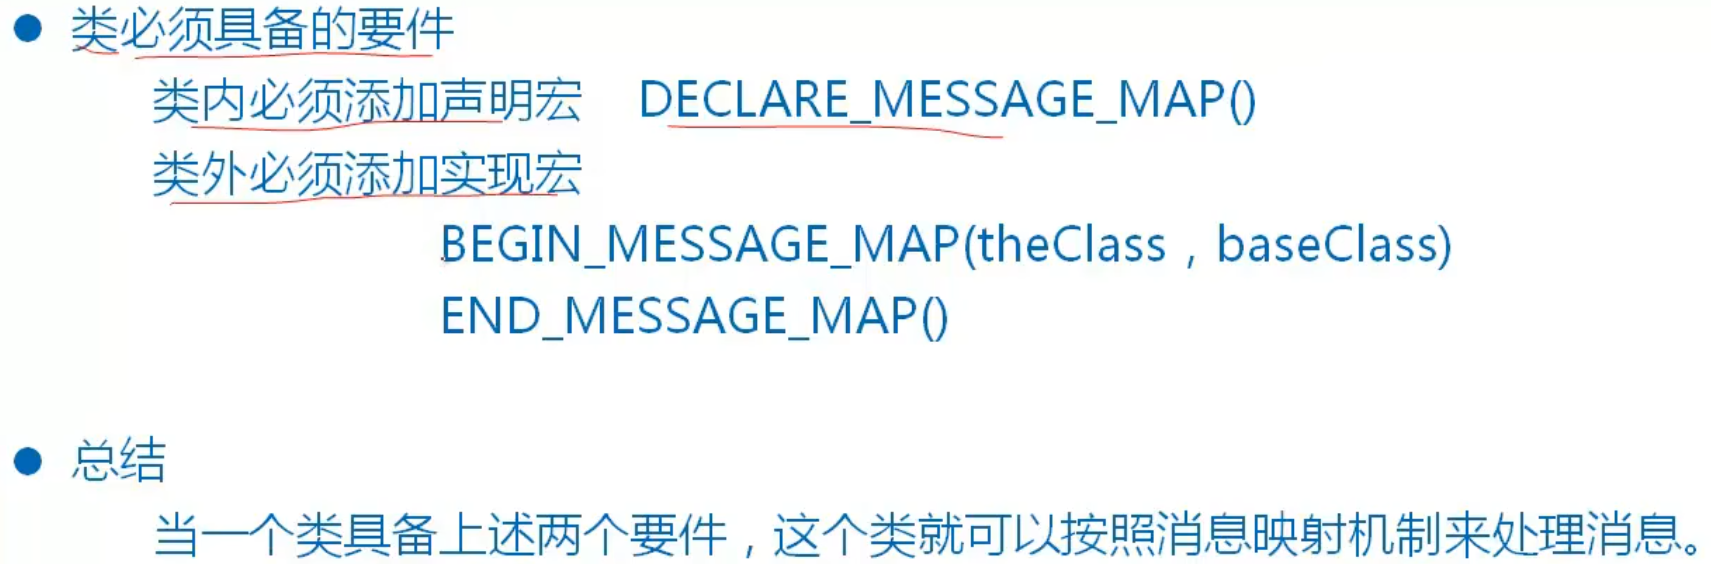 类必须具备的要件
类内必须添加声明宏 DECLARE_MESSAGE_MAP()
类外必须添加实现宏
BEGIN_MESSAGE_MAP(theClass，baseClass)
END_MESSAGE_MAP()
总结
当一个类具备上述两个要件，这个类就可以按照消息映射机制来处理消息。